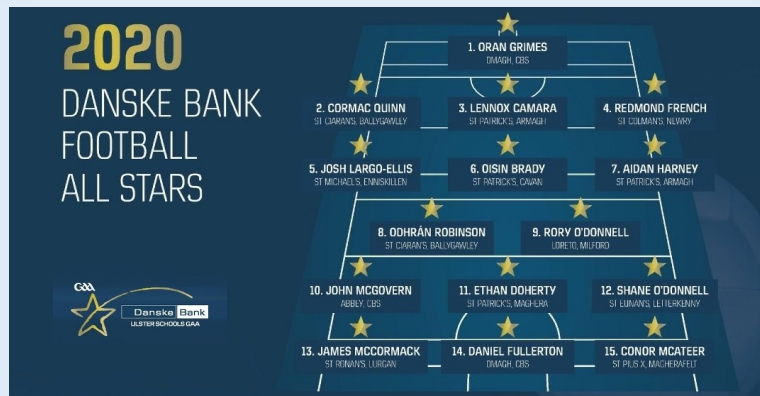 2020
DANSKE BANK
FOOTBALL
ALL STARS
1. ORAN GRIMES
OMAGH, CBS
2. CORMAC QUINN
ST CIARAN'S, BALLYGAWLEY
3. LENNOX CAMARA
ST PATRICK'S, ARMAGH
4. REDMOND FRENCH
ST COLMAN'S, NEWRY
5. JOSH LARGO-ELLIS
ST MICHAEL'S, ENNISKILLEN
6. OISIN BRADY
ST PATRICK'S, CAVAN
7. AIDAN HARNEY
ST PATRICK'S, ARMAGH
8. ODHRÁN ROBINSON
ST CIARAN'S, BALLYGAWLEY
9. RORY O'DONNELL
LORETO, MILFORD
10. JOHN MCGOVERN
ABBEY, CBS
11. ETHAN DOHERTY
ST PATRICK'S, MAGHERA
12. SHANE O'DONNELL
ST EUNAN'S, LETTERKENNY
13. JAMES MCCORMACK
ST RONAN'S, LURGAN
14. DANIEL FULLERTON
OMAGH, CBS
15. CONOR MCATEER
ST PIUS X, MAGHERAFELT
GAA
Danske Bank
ULSTER SCHOOLS GAA